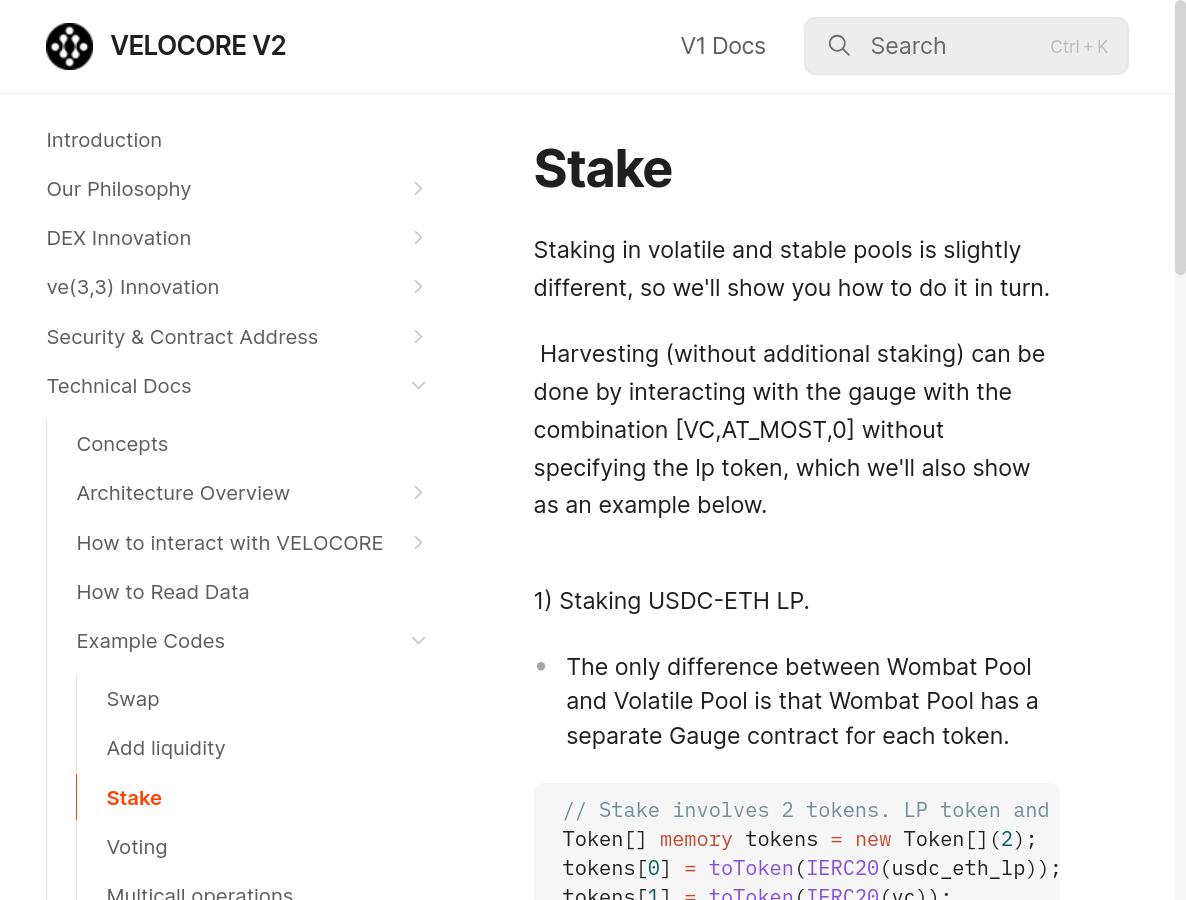 VELOCORE V2
V1 Docs
Search
Ctrl + K
Introduction
Our Philosophy
DEX Innovation
ve(3,3) Innovation
Security & Contract Address
Technical Docs
Concepts
Architecture Overview
How to interact with VELOCORE
How to Read Data
Example Codes
Swap
Add liquidity
Stake
Voting
Multicall operations
Stake
Staking in volatile and stable pools is slightly
different, so we'll show you how to do it in turn.
Harvesting (without additional staking) can be
done by interacting with the gauge with the
combination [VC,AT_MOST,0] without
specifying the lp token, which we'll also show
as an example below.
1) Staking USDC-ETH LP.
The only difference between Wombat Pool
and Volatile Pool is that Wombat Pool has a
separate Gauge contract for each token.
// Stake involves 2 tokens. LP token and
Token[] memory tokens = new Token[](2);
tokens[0] = toToken(IERC20(usdc_eth_lp));
tokens[1] = toToken(IERC20(vc));